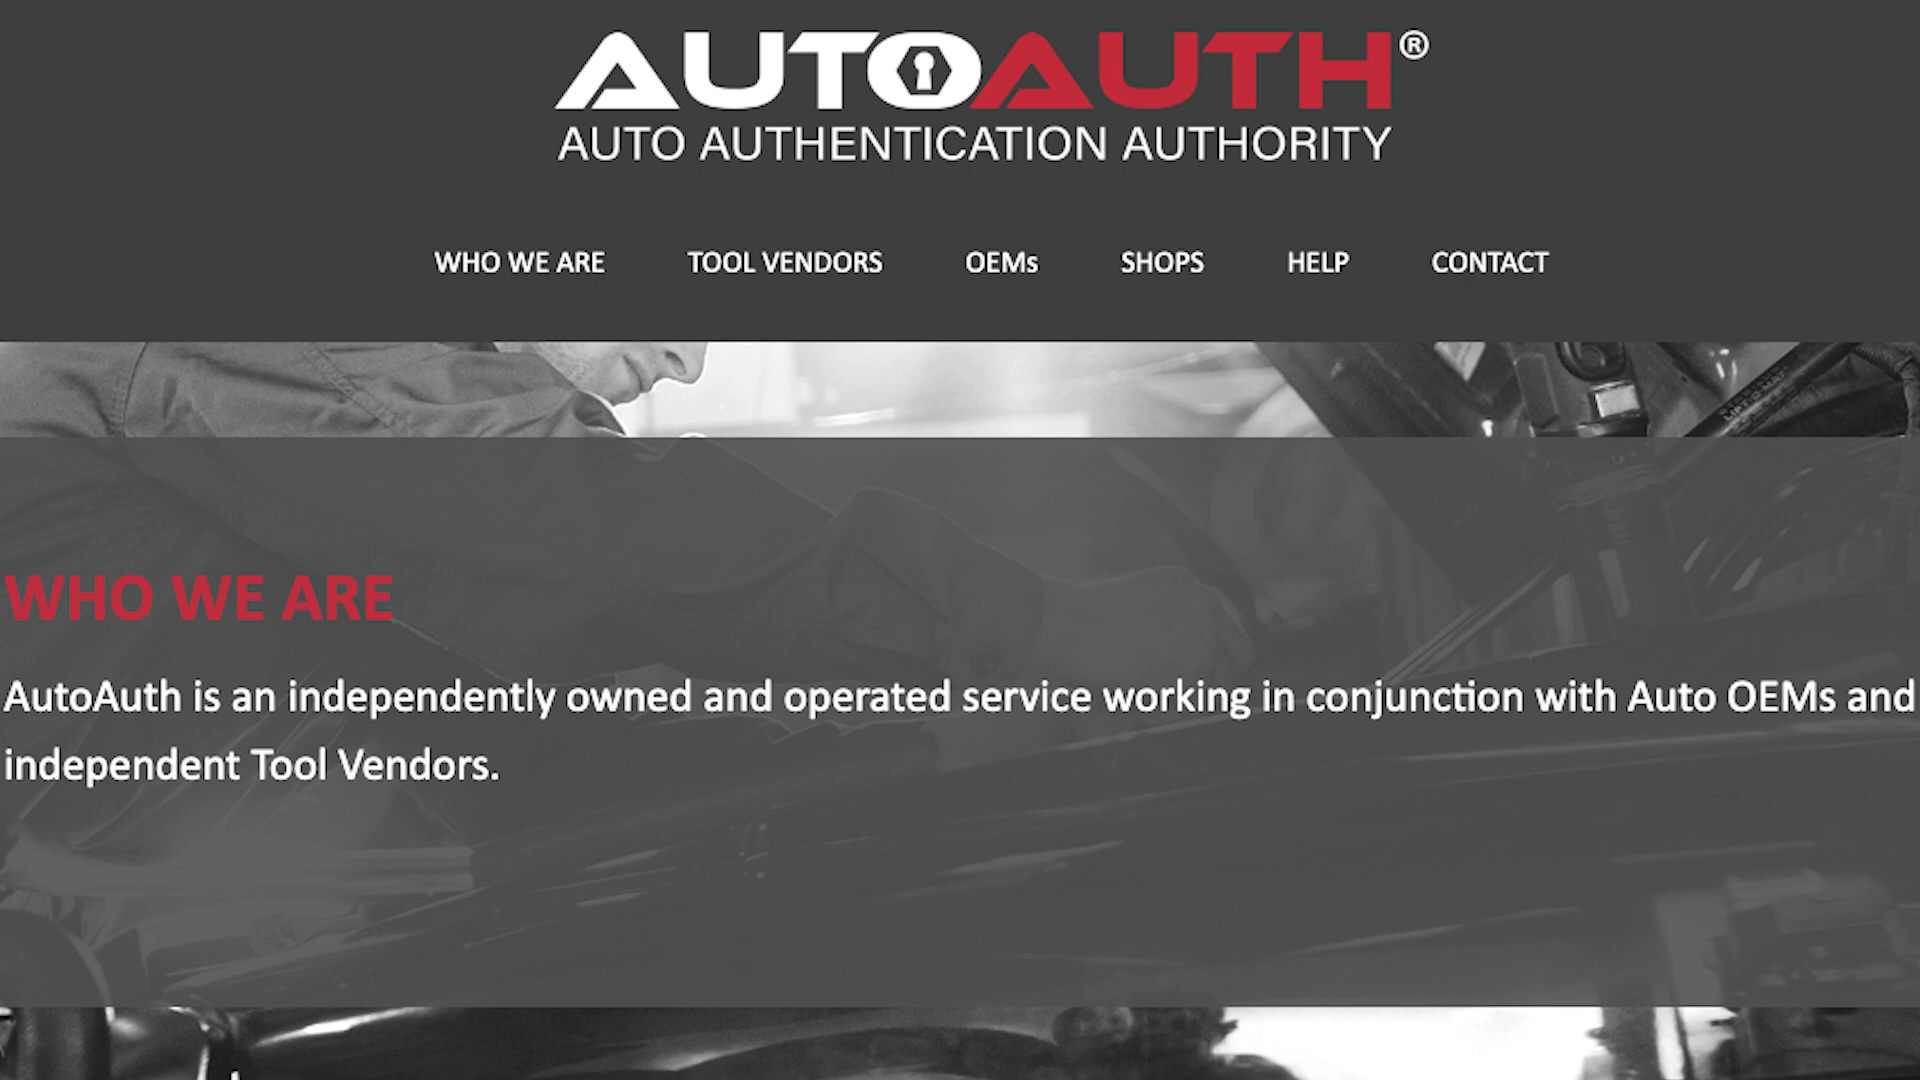 AUTOAUTH®
AUTO AUTHENTICATION AUTHORITY
WHO WE ARE TOOL VENDORS OEMs SHOPS HELP CONTACT
WHO WE ARE
AutoAuth is an independently owned and operated service working in conjunction with Auto OEMs and
independent Tool Vendors.